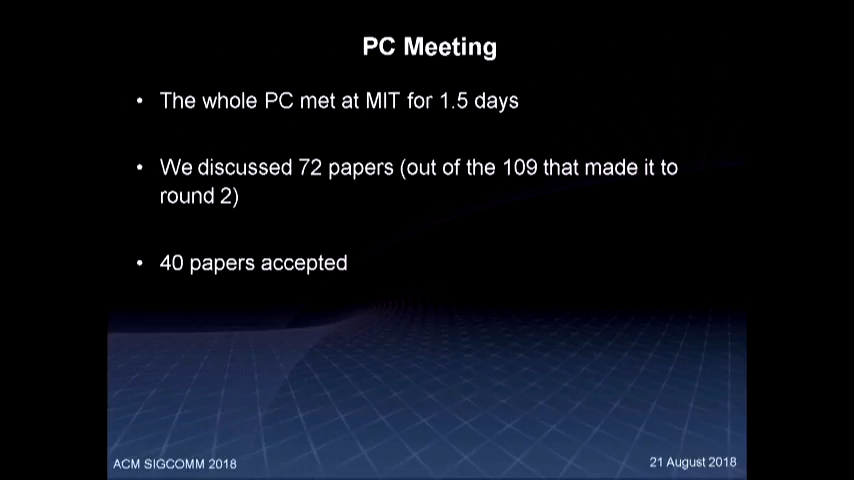 PC Meeting
• The whole PC met at MIT for 1.5 days
• We discussed 72 papers (out of the 109 that made it to
round 2)
• 40 papers accepted
ACM SIGCOMM 2018
21 August 2018